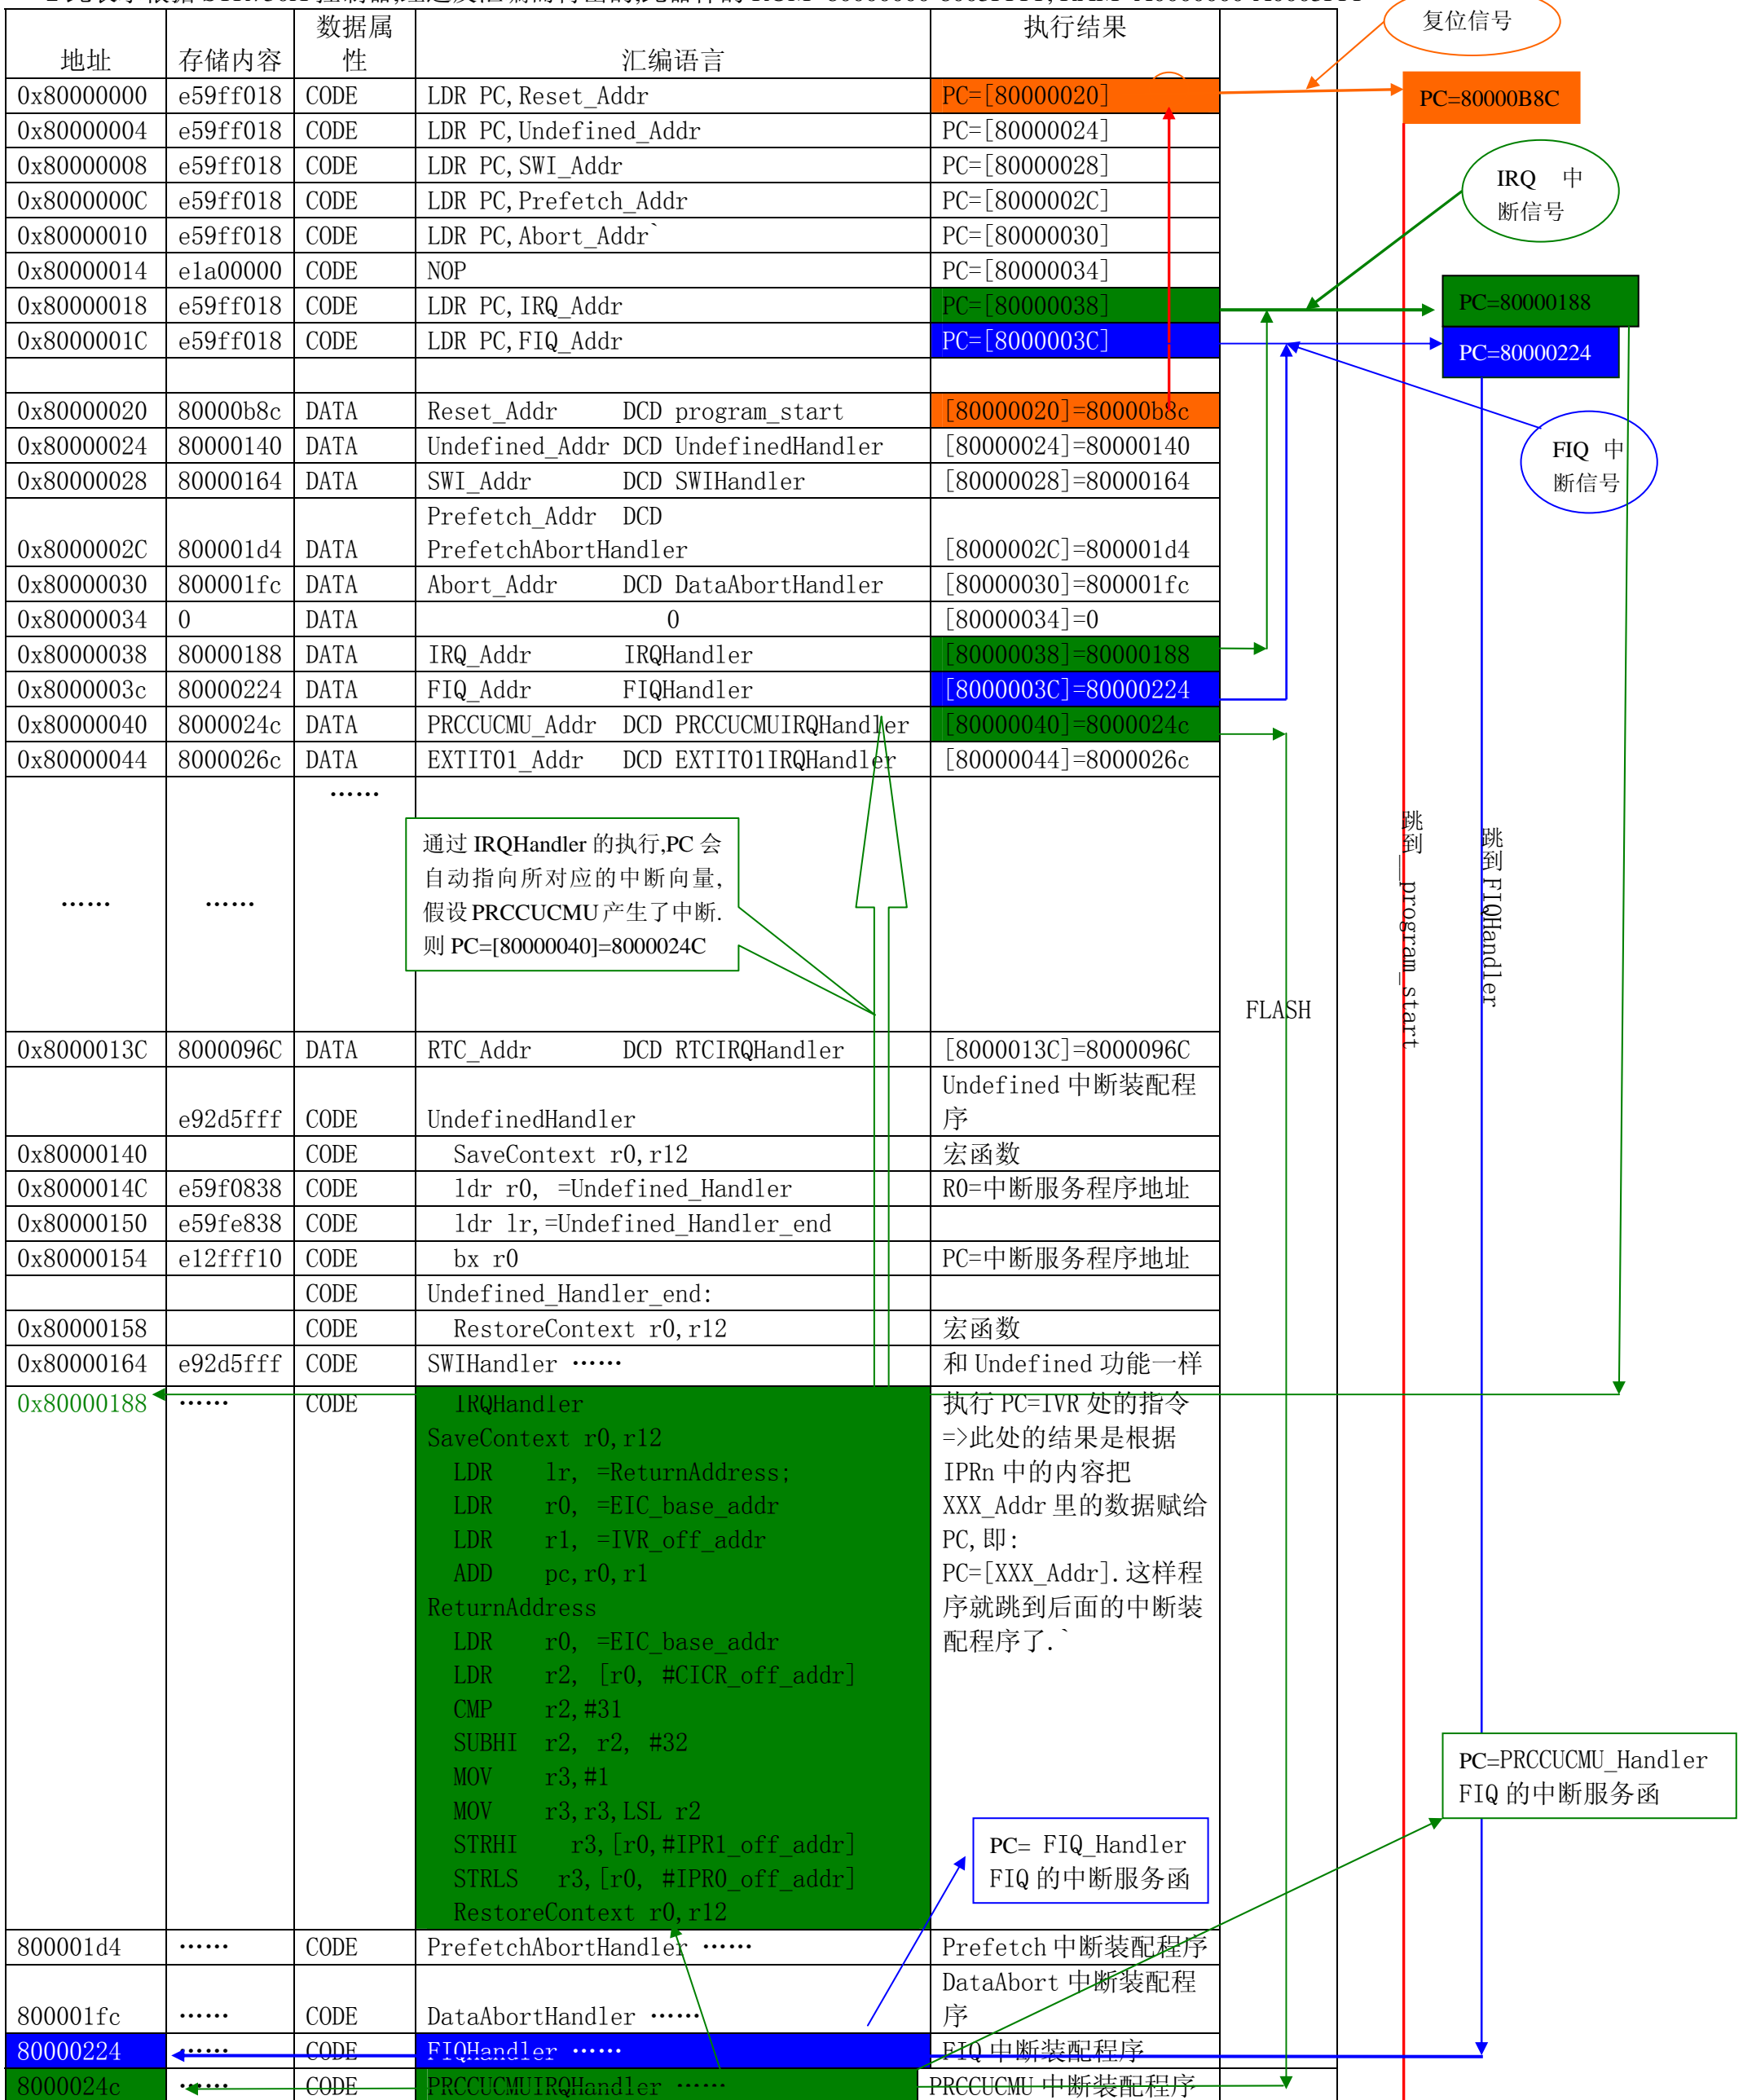 复位信号
数据属 执行结果
地址 存储内容 性 汇编语言
0x80000000 e59ff018 CODE LDR PC,Reset_Addr PC=[80000020] PC=80000B8C
0x80000004 e59ff018 CODE LDR PC,Undefined_Addr PC=[80000024]
0x80000008 e59ff018 CODE LDR PC,SWI_Addr PC=[80000028]
0x8000000C e59ff018 CODE LDR PC,Prefetch_Addr PC=[8000002C]
0x80000010 e59ff018 CODE LDR PC,Abort_Addr` PC=[80000030]
0x80000014 e1a00000 CODE NOP PC=[80000034]
0x80000018 e59ff018 CODE LDR PC,IRQ_Addr PC=[80000038]
0x8000001C e59ff018 CODE LDR PC,FIQ_Addr PC=[8000003C]
IRQ 中
断信号
PC=80000188
PC=80000224
0x80000020 80000b8c DATA Reset_Addr DCD program_start [80000020]=80000b8c
0x80000024 80000140 DATA Undefined_Addr DCD UndefinedHandler [80000024]=80000140
0x80000028 80000164 DATA SWI_Addr DCD SWIHandler [80000028]=80000164
FIQ 中
断信号
Prefetch_Addr DCD
0x8000002C 800001d4 DATA PrefetchAbortHandler [8000002C]=800001d4
0x80000030 800001fc DATA Abort_Addr DCD DataAbortHandler [80000030]=800001fc
0x80000034 0 DATA 0 [80000034]=0
0x80000038 80000188 DATA IRQ_Addr IRQHandler [80000038]=80000188
0x8000003c 80000224 DATA FIQ_Addr FIQHandler [8000003C]=80000224
0x80000040 8000024c DATA PRCCUCMU_Addr DCD PRCCUCMUIRQHandler [80000040]=8000024c
0x80000044 8000026c DATA EXTIT01_Addr DCD EXTIT01IRQHandler [80000044]=8000026c
……
通过 IRQHandler 的执行,PC 会
自动指向所对应的中断向量,
假设 PRCCUCMU 产生了中断.
则 PC=[80000040]=8000024C
…… ……
FLASH
跳到__program_start
跳到 FIQHandler
0x8000013C 8000096C DATA RTC_Addr DCD RTCIRQHandler [8000013C]=8000096C
Undefined 中断装配程
e92d5fff CODE UndefinedHandler 序
0x80000140 CODE SaveContext r0,r12 宏函数
0x8000014C e59f0838 CODE ldr r0, =Undefined_Handler R0=中断服务程序地址
0x80000150 e59fe838 CODE ldr lr,=Undefined_Handler_end
0x80000154 e12fff10 CODE bx r0 PC=中断服务程序地址
CODE Undefined_Handler_end:
0x80000158 CODE RestoreContext r0,r12 宏函数
0x80000164 e92d5fff CODE SWIHandler …… 和 Undefined 功能一样
0x80000188 …… CODE IRQHandler 执行 PC=IVR 处的指令
SaveContext r0,r12 =>此处的结果是根据
LDR lr, =ReturnAddress; IPRn 中的内容把
LDR r0, =EIC_base_addr XXX_Addr 里的数据赋给
LDR r1, =IVR_off_addr PC,即:
ADD pc,r0,r1 PC=[XXX_Addr].这样程
ReturnAddress 序就跳到后面的中断装
LDR r0, =EIC_base_addr 配程序了.`
LDR r2, [r0, #CICR_off_addr]
CMP r2,#31
SUBHI r2, r2, #32
MOV r3,#1
MOV r3,r3,LSL r2
STRHI r3,[r0,#IPR1_off_addr]
STRLS r3,[r0, #IPR0_off_addr]
RestoreContext r0,r12
PC=PRCCUCMU_Handler
FIQ 的中断服务函
PC= FIQ_Handler
FIQ 的中断服务函
800001d4 …… CODE PrefetchAbortHandler …… Prefetch 中断装配程序
DataAbort 中断装配程
800001fc …… CODE DataAbortHandler …… 序
80000224 …… CODE FIQHandler …… FIQ 中断装配程序
8000024c …… CODE PRCCUCMUIRQHandler …… PRCCUCMU 中断装配程序